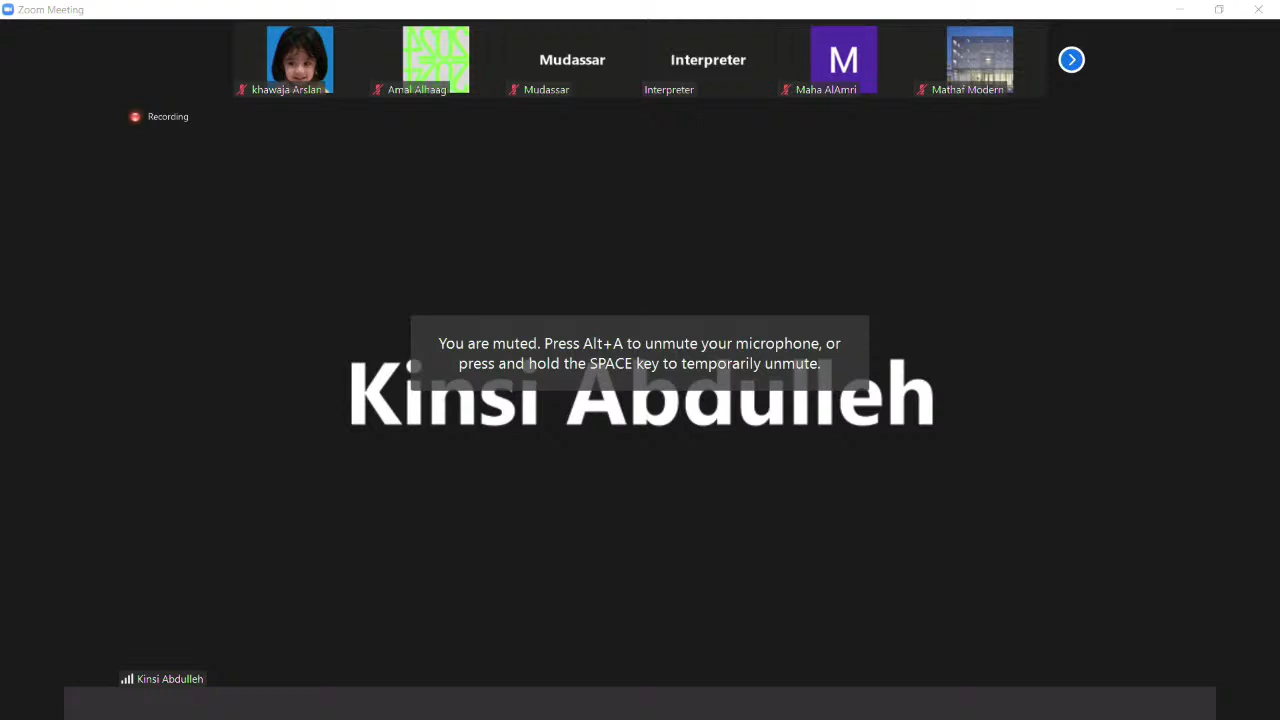 Zoom Meeting
Mudassar
Interpreter
M
khawaja Arslan
Amal Alhaag
Mudassar
Interpreter
Maha AlAmri
Mathaf Modern
Recording
You are muted. Press Alt+A to unmute your microphone, or
press and hold the SPACE key to temporarily unmute.
Kinsi Abdulleh
Kinsi Abdulleh